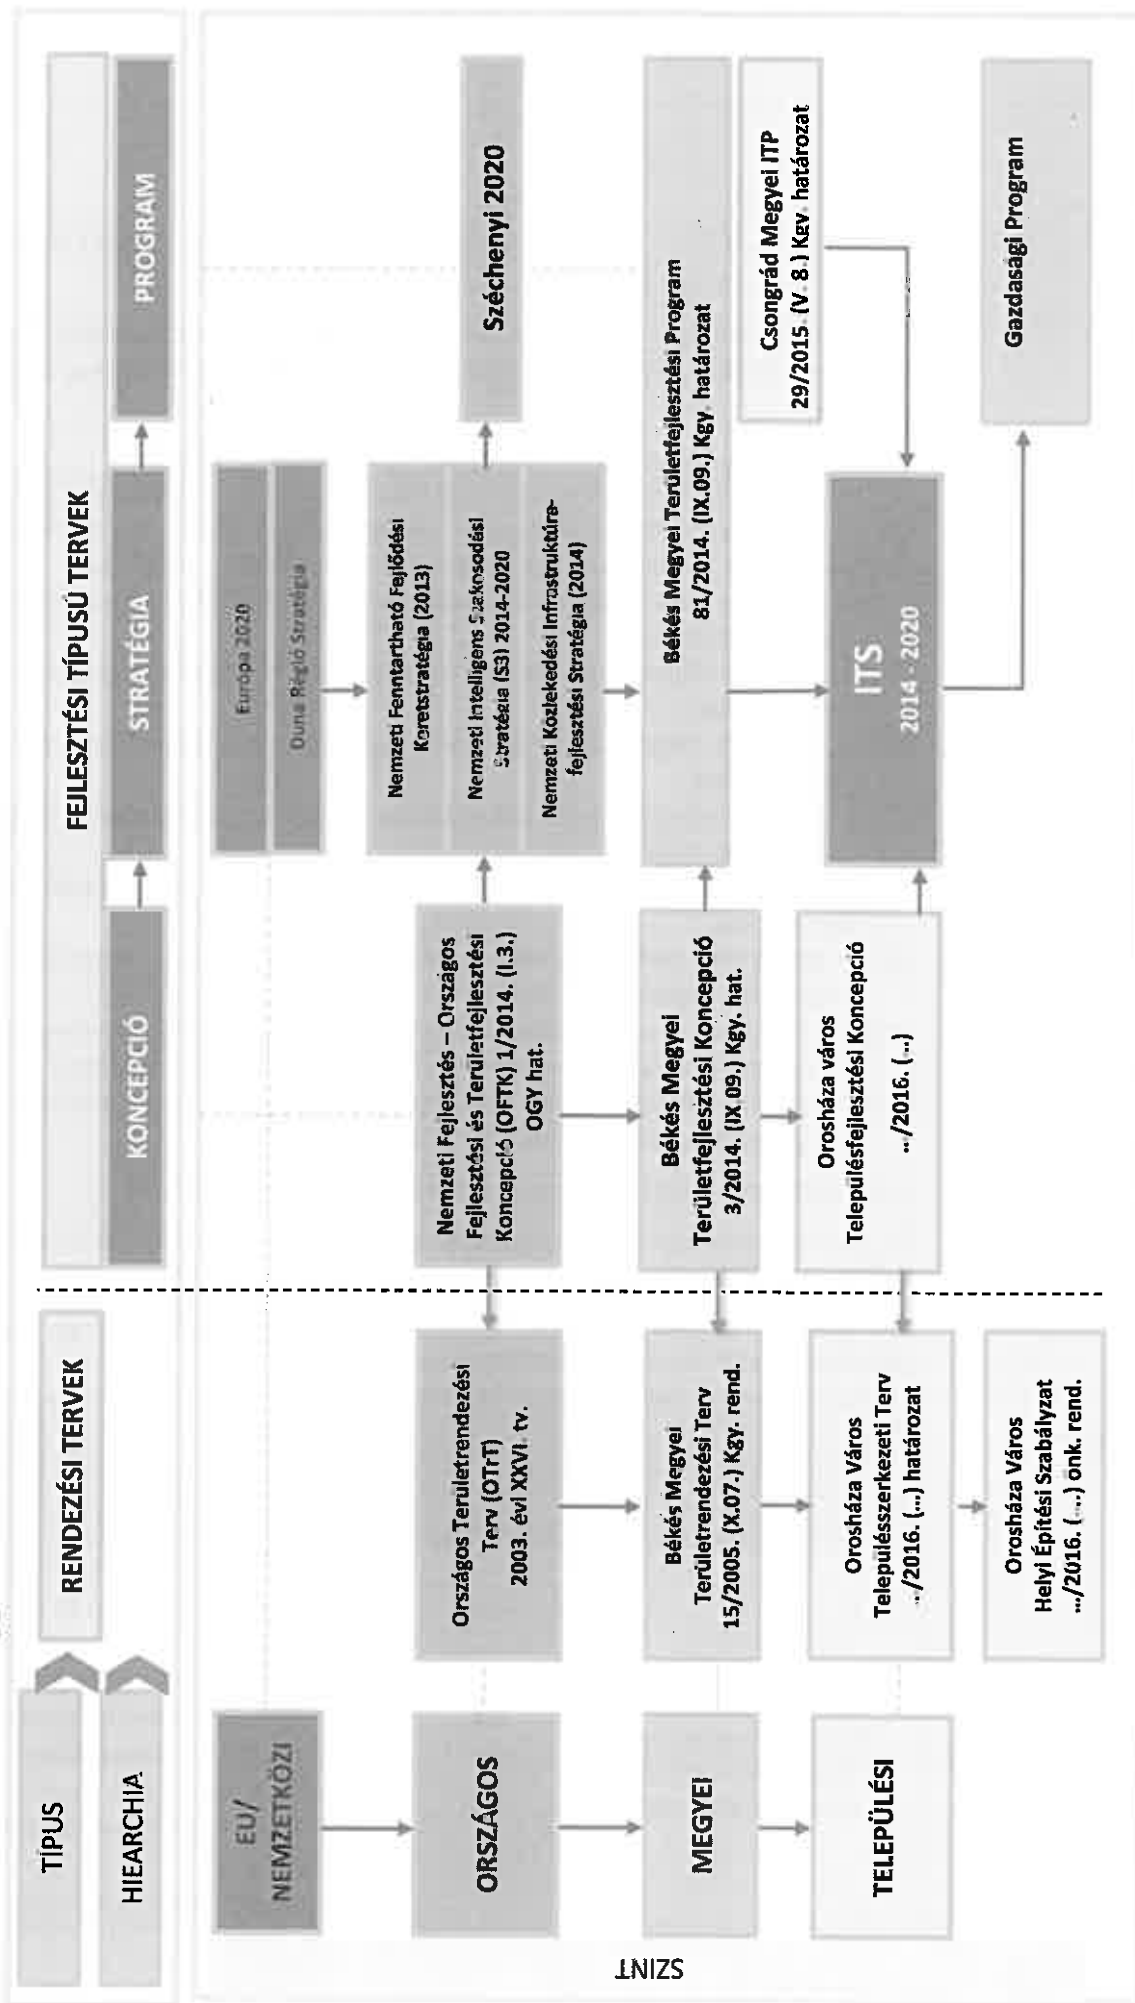 TÍPUS
RENDEZÉSI TERVEK
FEJLESZTÉSI TÍPUSÚ TERVEK
HIEARCHIA
KONCEPCIÓ
STRATÉGIA
PROGRAM
SZINT
EU/
NEMZETKÖZI
Európa 2020
Duna Régió Stratégia
ORSZÁGOS
Országos Területrendezési
Terv (OTrT)
2003. évi XXVI. tv.
Nemzeti Fejlesztés – Országos
Fejlesztési és Területfejlesztési
Koncepció (OFTK) 1/2014. (I.3.)
OGY hat.
Nemzeti Fenntartható Fejlődési
Keretstratégia (2013)
Nemzeti Intelligens Szakosodási
Stratégia (S3) 2014-2020
Nemzeti Közlekedési Infrastruktúra-
fejlesztési Stratégia (2014)
Széchenyi 2020
MEGYEI
Békés Megyei
Területrendezési Terv
15/2005. (X.07.) Kgy. rend.
Békés Megyei
Területfejlesztési Koncepció
3/2014. (IX.09.) Kgy. hat.
Békés Megyei Területfejlesztési Program
81/2014. (IX.09.) Kgy. határozat
Csongrád Megyei ITP
29/2015. (V. 8.) Kgy. határozat
TELEPÜLÉSI
Orosháza Város
Településszerkezeti Terv
.../2016. (...) határozat
Orosháza város
Településfejlesztési Koncepció
.../2016. (...)
ITS
2014 - 2020
Orosháza Város
Helyi Építési Szabályzat
.../2016. (....) önk. rend.
Gazdasági Program